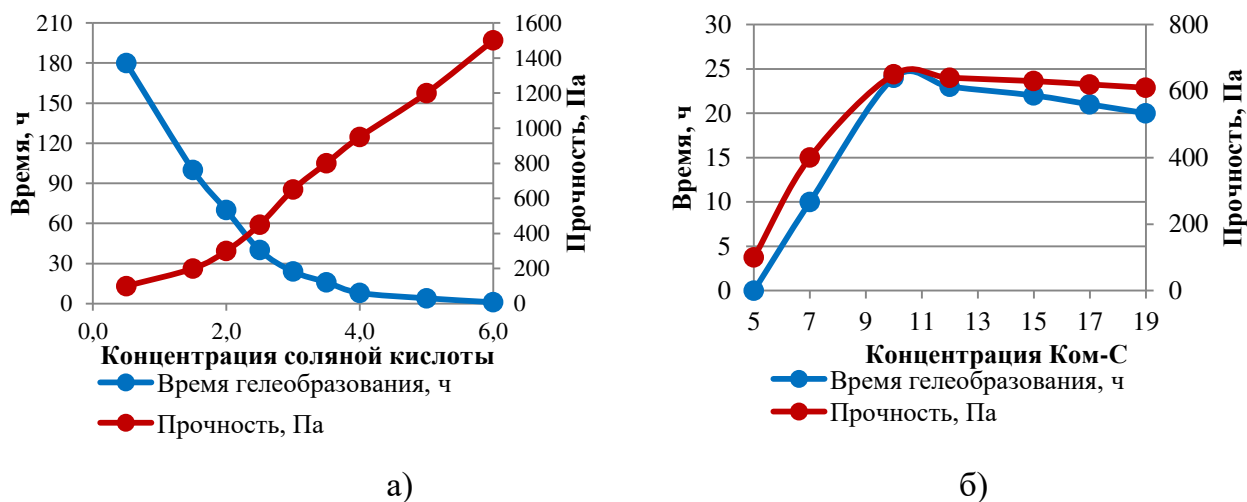 210
180
150
120
90
60
30
0
Время, ч
1600
1400
1200
1000
800
600
400
200
0
Прочность, Па
0,0 2,0 4,0 6,0
Концентрация соляной кислоты
Время гелеобразования, ч
Прочность, Па
а)
30
25
20
15
10
5
0
Время, ч
800
600
400
200
0
Прочность, Па
5 7 9 11 13 15 17 19
Концентрация Ком-С
Время гелеобразования, ч
Прочность, Па
б)